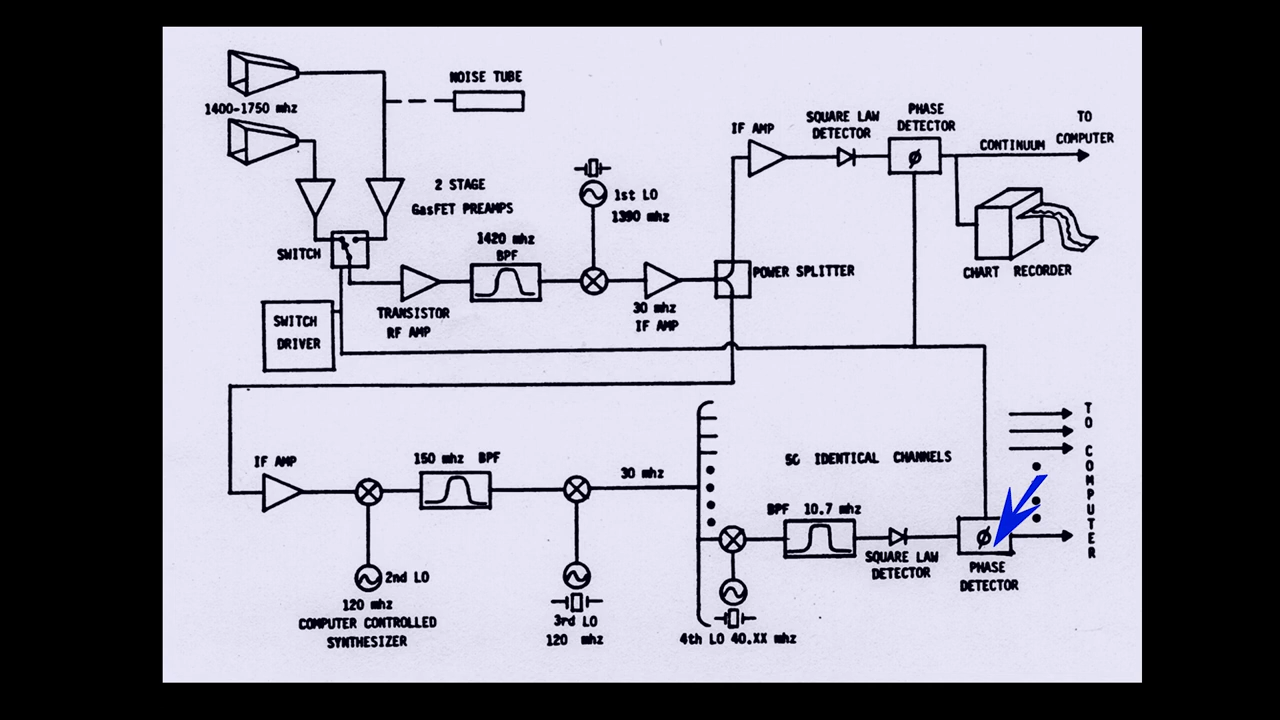 NOISE TUBE
1400-1750 mhz
2 STAGE
GasFET PREAMPS
SWITCH
SWITCH
DRIVER
TRANSISTOR
RF AMP
1420 mhz
BPF
1st LO
1390 mhz
30 mhz
IF AMP
POWER SPLITTER
IF AMP
SQUARE LAW
DETECTOR
PHASE
DETECTOR
ϕ
CONTINUUM
TO
COMPUTER
CHART RECORDER
IF AMP
2nd LO
120 mhz
COMPUTER CONTROLLED
SYNTHESIZER
150 mhz BPF
3rd LO
120 mhz
30 mhz
50 IDENTICAL CHANNELS
4th LO 40.XX mhz
BPF 10.7 mhz
SQUARE LAW
DETECTOR
ϕ
PHASE
DETECTOR
TO COMPUTER